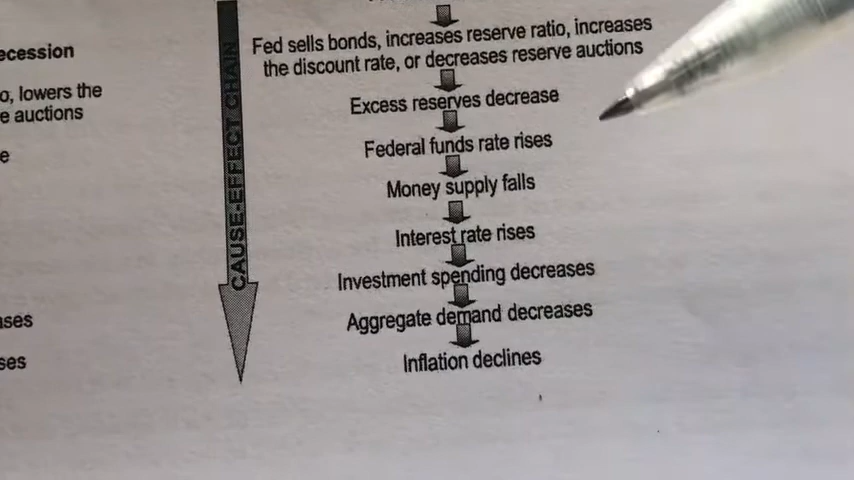 ecession
o, lowers the
e auctions
e
ases
ses
CAUSE-EFFECT CHAIN
Fed sells bonds, increases reserve ratio, increases
the discount rate, or decreases reserve auctions
Excess reserves decrease
Federal funds rate rises
Money supply falls
Interest rate rises
Investment spending decreases
Aggregate demand decreases
Inflation declines